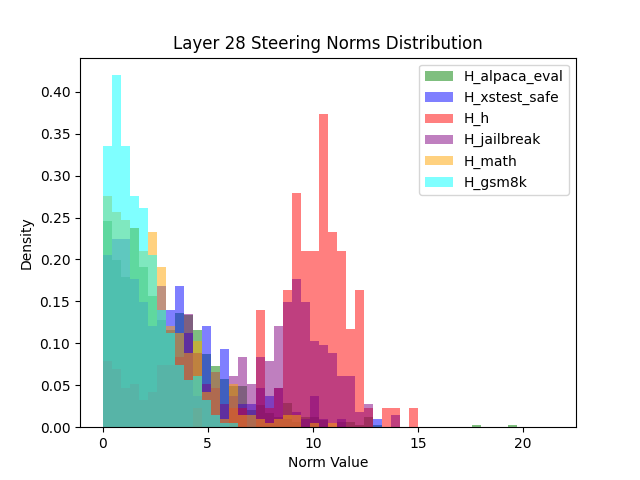 Layer 28 Steering Norms Distribution
H_alpaca_eval
H_xstest_safe
H_h
H_jailbreak
H_math
H_gsm8k
Density
0.40
0.35
0.30
0.25
0.20
0.15
0.10
0.05
0.00
0 5 10 15 20
Norm Value